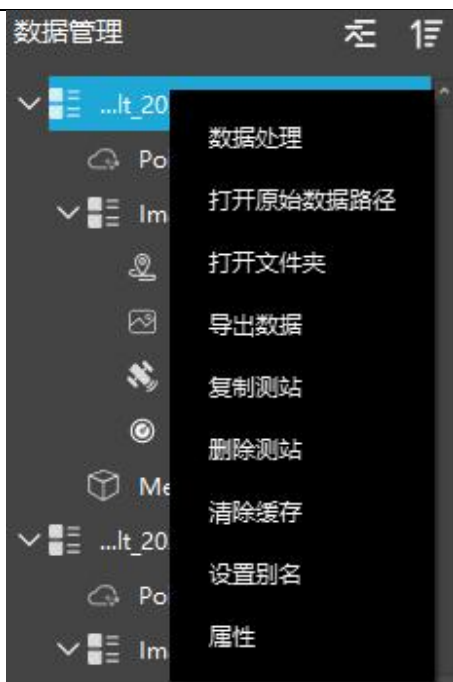 数据管理
...lt_20
数据处理
Po
打开原始数据路径
Im
打开文件夹
导出数据
复制测站
删除测站
Me
清除缓存
...lt_20
设置别名
Po
属性
Im